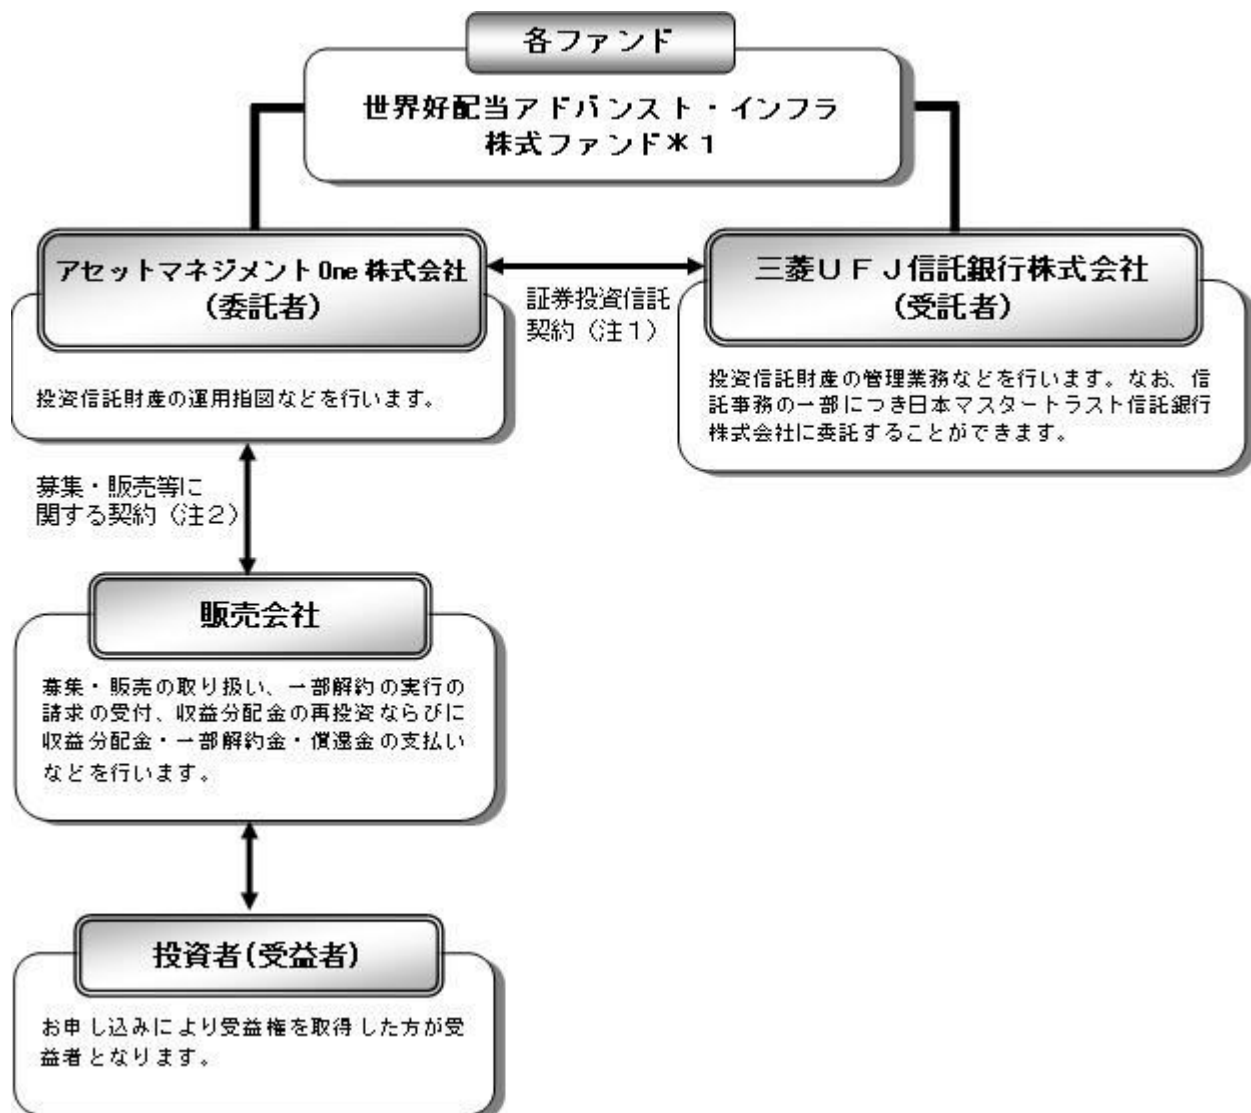 各ファンド
世界好配当アドバンスト・インフラ
株式ファンド＊１
アセットマネジメントOne株式会社
(委託者)
証券投資信託
契約（注１）
三菱ＵＦＪ信託銀行株式会社
(受託者)
投資信託財産の運用指図などを行います。
投資信託財産の管理業務などを行います。なお、信
託事務の一部につき日本マスタートラスト信託銀行
株式会社に委託することができます。
募集・販売等に
関する契約（注２）
販売会社
募集・販売の取り扱い、一部解約の実行の
請求の受付、収益分配金の再投資ならびに
収益分配金・一部解約金・償還金の支払い
などを行います。
投資者(受益者)
お申し込みにより受益権を取得した方が受
益者となります。